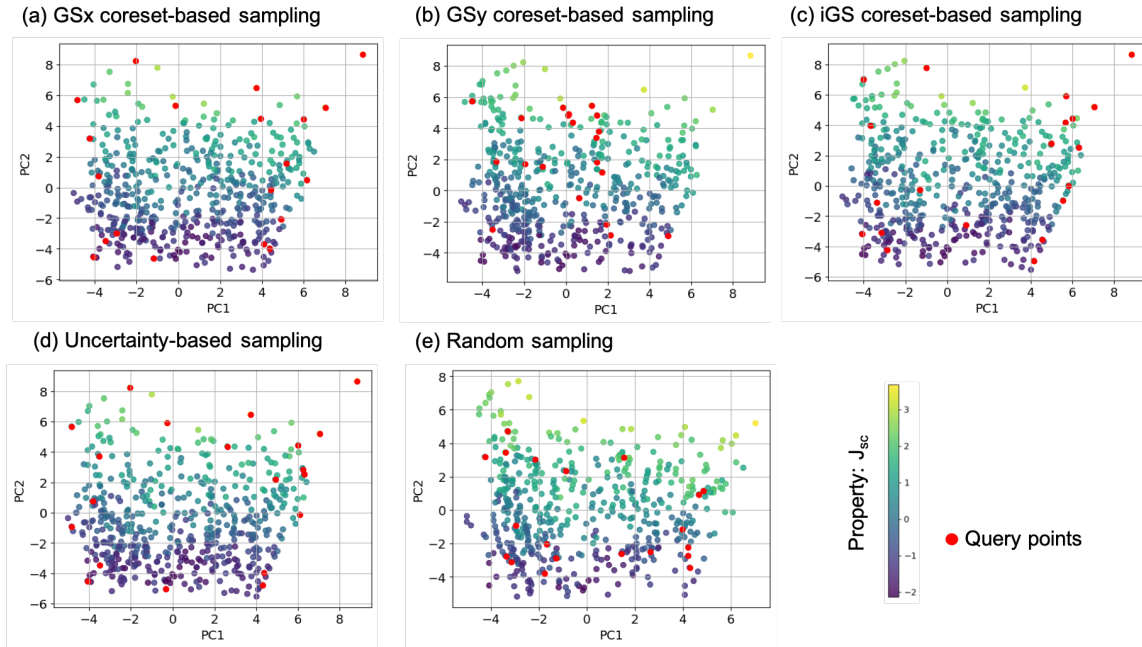 (a) GSx coreset-based sampling
(b) GSy coreset-based sampling
(c) iGS coreset-based sampling
8
6
4
2
0
−2
−4
−6
PC2
−4 −2 0 2 4 6 8
PC1
8
6
4
2
0
−2
−4
PC2
−4 −2 0 2 4 6 8
PC1
8
6
4
2
0
−2
−4
−6
PC2
−4 −2 0 2 4 6 8
PC1
(d) Uncertainty-based sampling
(e) Random sampling
8
6
4
2
0
−2
−4
−6
PC2
−4 −2 0 2 4 6 8
PC1
8
6
4
2
0
−2
−4
PC2
−4 −2 0 2 4 6
PC1
Property: Jsc
3
2
1
0
−1
−2
Query points